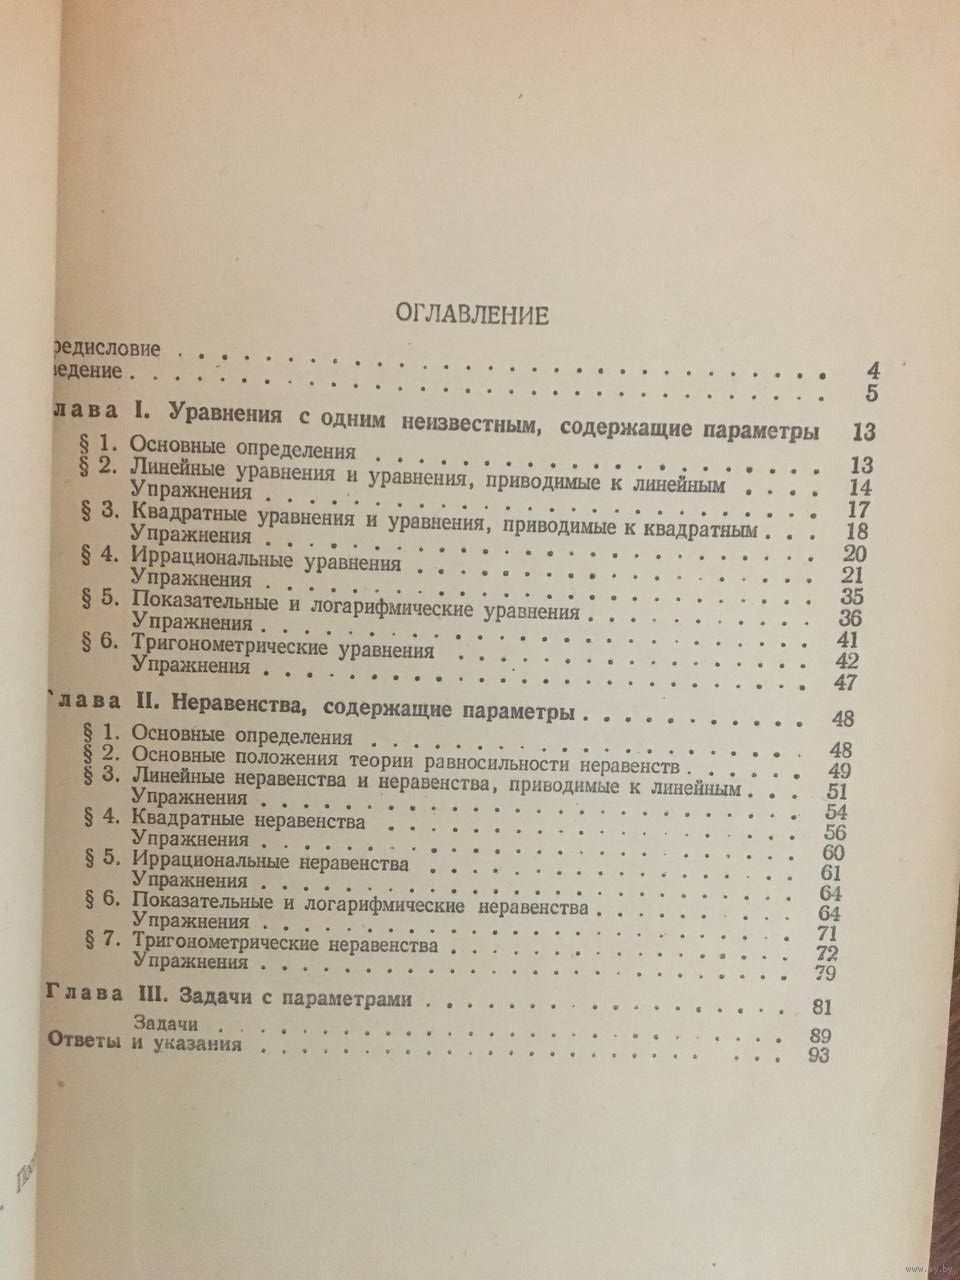 ОГЛАВЛЕНИЕ
редисловие . . . . . . . . . . . . . . . . . . . . . . . 4
ведение . . . . . . . . . . . . . . . . . . . . . . . . 5
лава I. Уравнения с одним неизвестным, содержащие параметры 13
§ 1. Основные определения . . . . . . . . . . . . . . . . 13
§ 2. Линейные уравнения и уравнения, приводимые к линейным . . . . 14
Упражнения . . . . . . . . . . . . . . . . . . . . 17
§ 3. Квадратные уравнения и уравнения, приводимые к квадратным . . . 18
Упражнения . . . . . . . . . . . . . . . . . . . . 20
§ 4. Иррациональные уравнения . . . . . . . . . . . . . . 21
Упражнения . . . . . . . . . . . . . . . . . . . . 35
§ 5. Показательные и логарифмические уравнения . . . . . . . . 36
Упражнения . . . . . . . . . . . . . . . . . . . . 41
§ 6. Тригонометрические уравнения . . . . . . . . . . . . . 42
Упражнения . . . . . . . . . . . . . . . . . . . . 47
Глава II. Неравенства, содержащие параметры . . . . . . . . . 48
§ 1. Основные определения . . . . . . . . . . . . . . . . 48
§ 2. Основные положения теории равносильности неравенств . . . . . 49
§ 3. Линейные неравенства и неравенства, приводимые к линейным . . . 51
Упражнения . . . . . . . . . . . . . . . . . . . . 54
§ 4. Квадратные неравенства . . . . . . . . . . . . . . . 56
Упражнения . . . . . . . . . . . . . . . . . . . . 60
§ 5. Иррациональные неравенства . . . . . . . . . . . . . . 61
Упражнения . . . . . . . . . . . . . . . . . . . . 64
§ 6. Показательные и логарифмические неравенства . . . . . . . 64
Упражнения . . . . . . . . . . . . . . . . . . . . 71
§ 7. Тригонометрические неравенства . . . . . . . . . . . . 72
Упражнения . . . . . . . . . . . . . . . . . . . . 79
Глава III. Задачи с параметрами . . . . . . . . . . . . . . 81
Задачи . . . . . . . . . . . . . . . . . . . . . 89
Ответы и указания . . . . . . . . . . . . . . . . . . . 93
www.ay.by